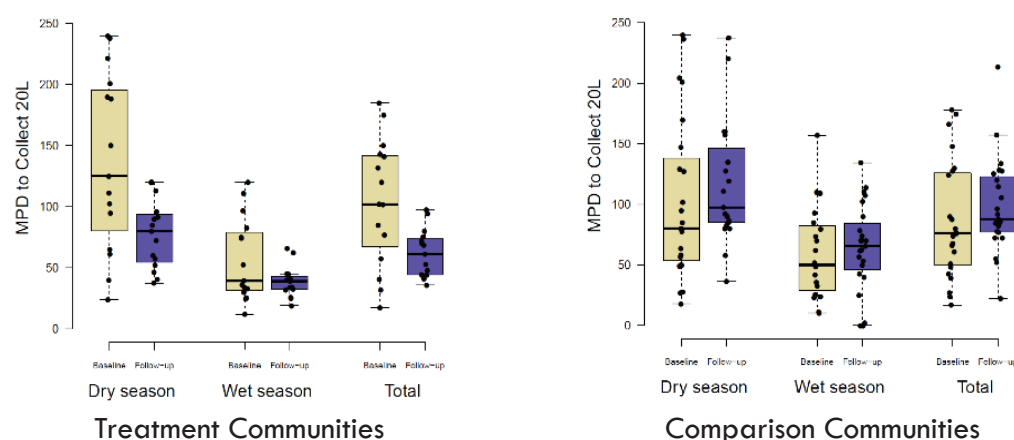 MPD to Collect 20L
250
200
150
100
50
0
Baseline Follow-up Baseline Follow-up Baseline Follow-up
Dry season Wet season Total
Treatment Communities
MPD to Collect 20L
250
200
150
100
50
0
Baseline Follow-up Baseline Follow-up Baseline Follow-up
Dry season Wet season Total
Comparison Communities